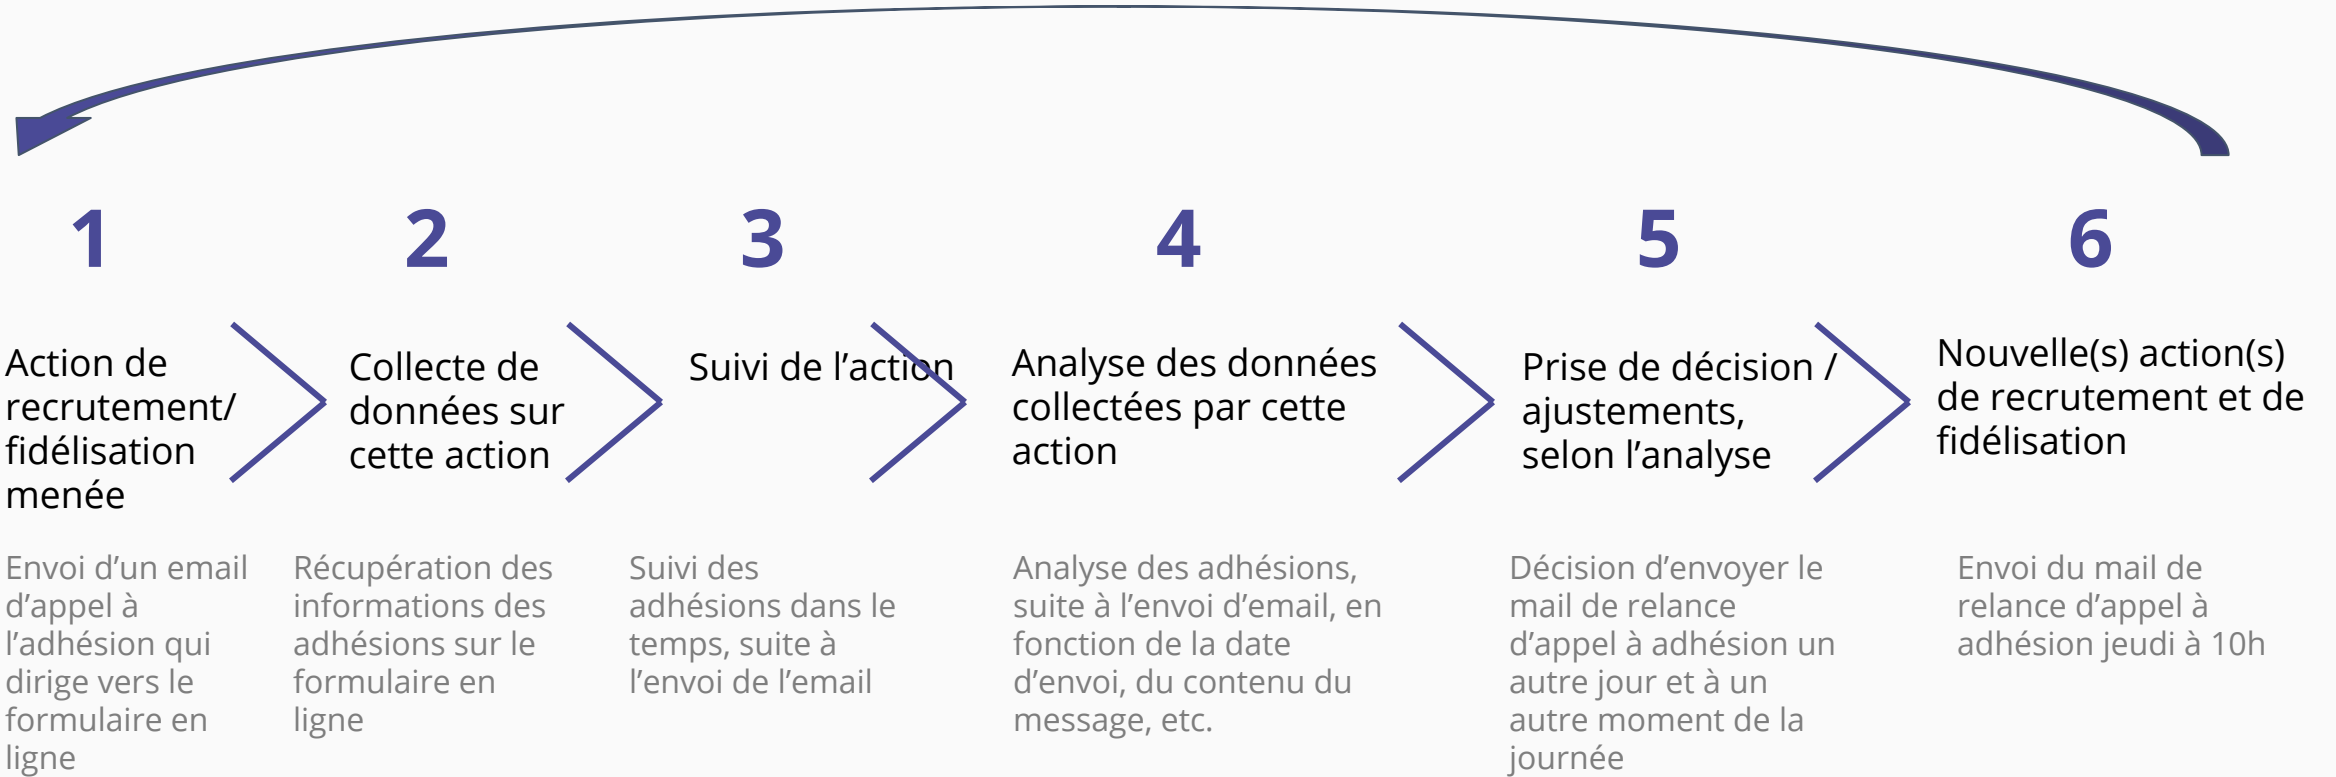 1
2
3
4
5
6
Action de
recrutement/
fidélisation
menée
Collecte de
données sur
cette action
Suivi de l’action
Analyse des données
collectées par cette
action
Prise de décision /
ajustements,
selon l’analyse
Nouvelle(s) action(s)
de recrutement et de
fidélisation
Envoi d’un email
d’appel à
l’adhésion qui
dirige vers le
formulaire en
ligne
Récupération des
informations des
adhésions sur le
formulaire en
ligne
Suivi des
adhésions dans le
temps, suite à
l’envoi de l’email
Analyse des adhésions,
suite à l’envoi d’email, en
fonction de la date
d’envoi, du contenu du
message, etc.
Décision d’envoyer le
mail de relance
d’appel à adhésion un
autre jour et à un
autre moment de la
journée
Envoi du mail de
relance d’appel à
adhésion jeudi à 10h